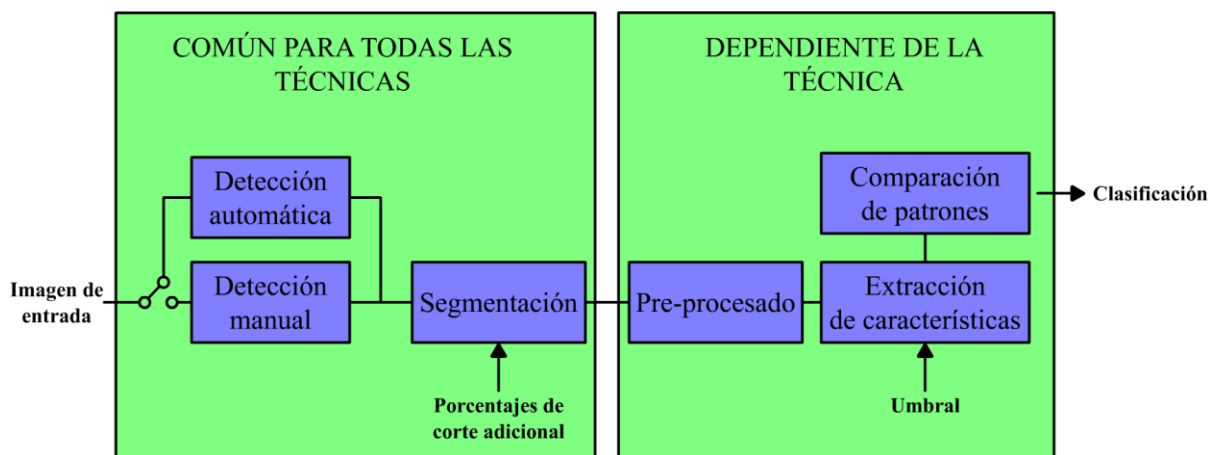 COMÚN PARA TODAS LAS
TÉCNICAS
DEPENDIENTE DE LA
TÉCNICA
Detección
automática
Comparación
de patrones
Clasificación
Imagen de
entrada
Detección
manual
Segmentación
Pre-procesado
Extracción
de características
Porcentajes de
corte adicional
Umbral